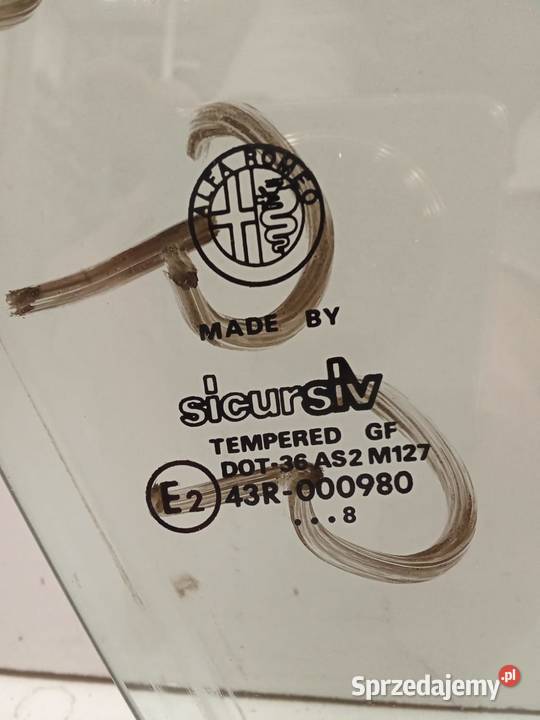 ALFA ROMEO
MADE BY
sicursiv
TEMPERED GF
DOT-36 AS2 M127
E2 43R-000980
...8
Sprzedajemy.pl